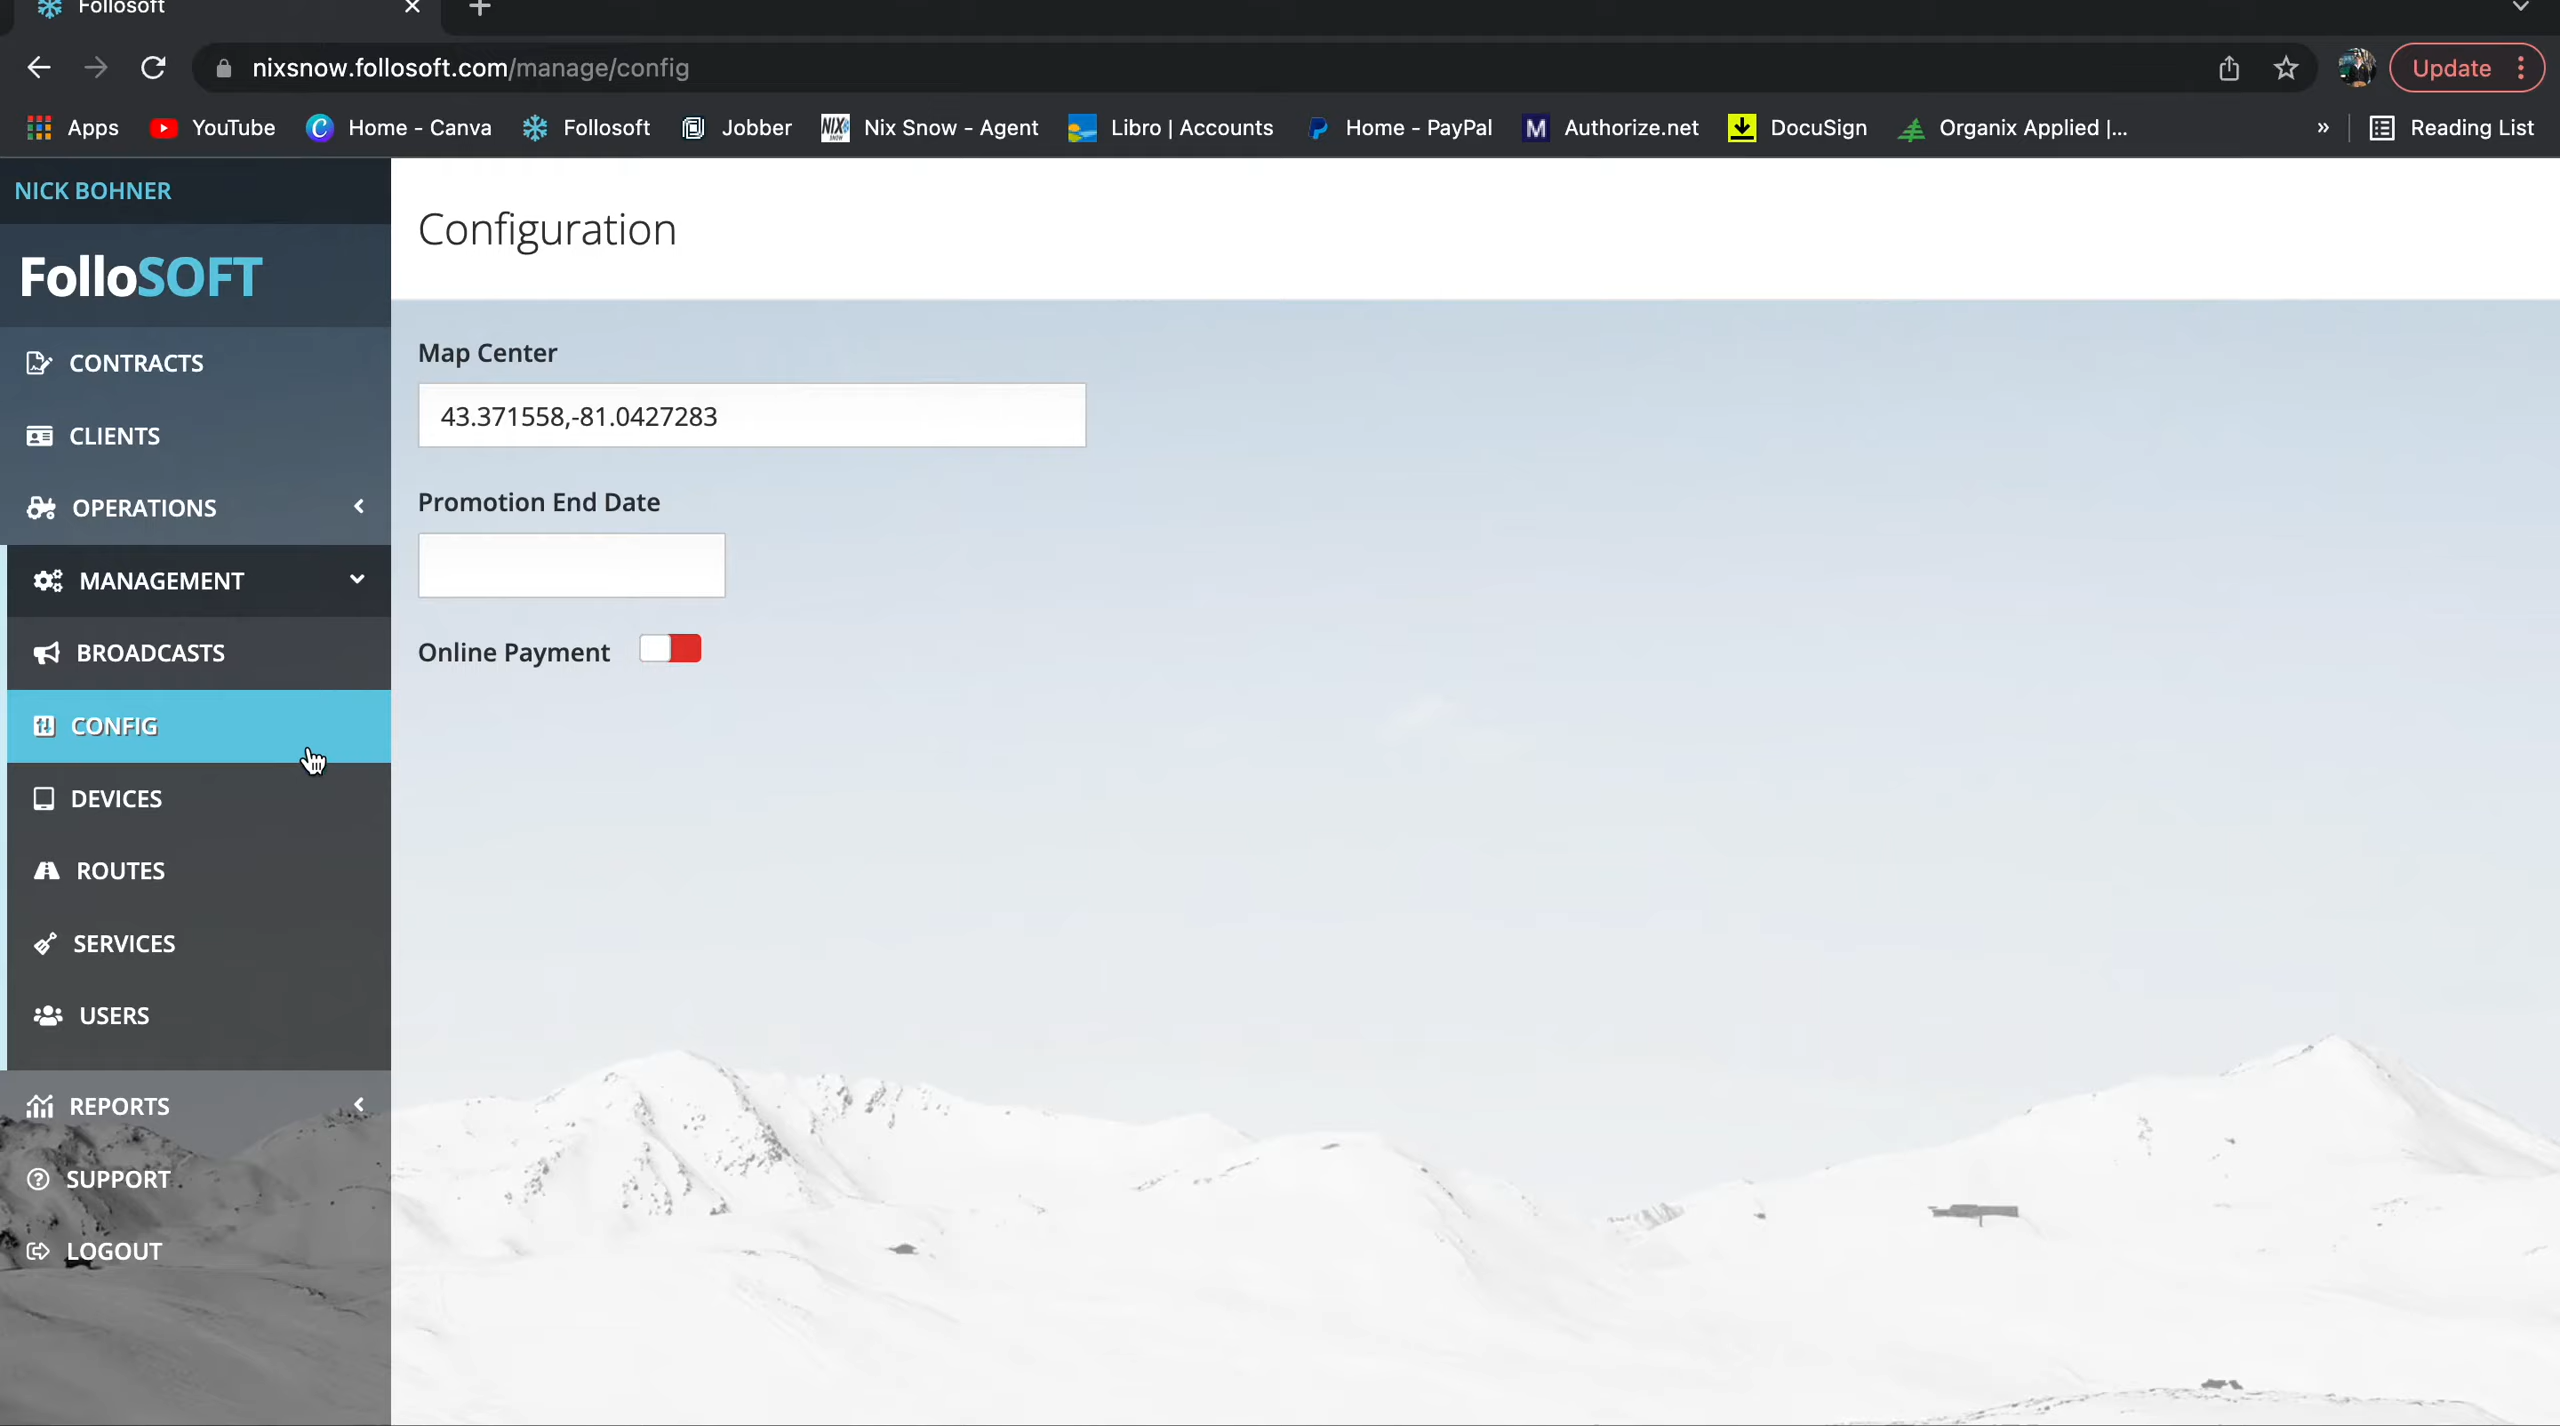 Follosoft
nixsnow.follosoft.com/manage/config
Update
Apps YouTube Home - Canva Follosoft Jobber NIX SNOW Nix Snow - Agent Libro | Accounts Home - PayPal M Authorize.net DocuSign Organix Applied |... » Reading List
NICK BOHNER
FolloSOFT
CONTRACTS
CLIENTS
OPERATIONS
MANAGEMENT
BROADCASTS
CONFIG
DEVICES
ROUTES
SERVICES
USERS
REPORTS
SUPPORT
LOGOUT
Configuration
Map Center
43.371558,-81.0427283
Promotion End Date
Online Payment